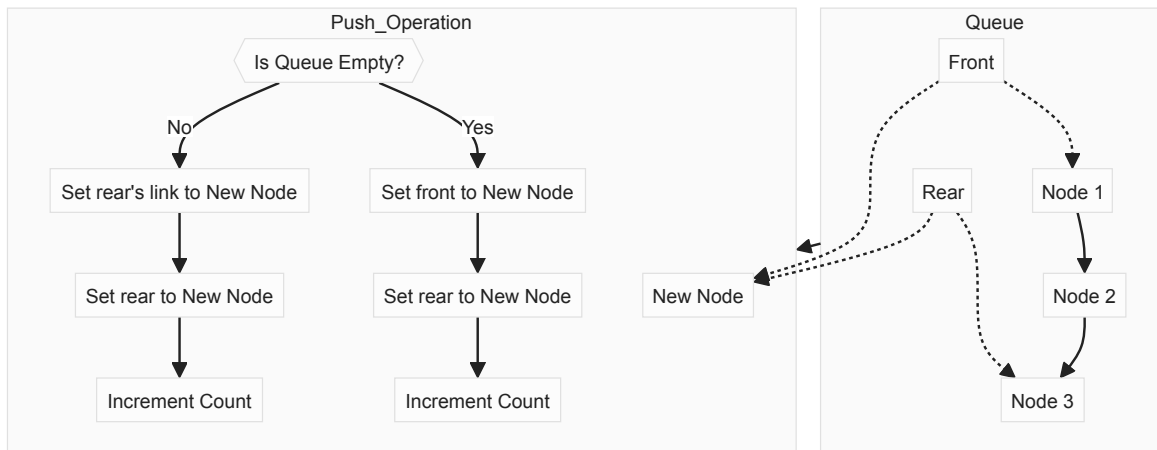 Push_Operation
Is Queue Empty?
No
Yes
Set rear's link to New Node
Set front to New Node
Set rear to New Node
Set rear to New Node
New Node
Increment Count
Increment Count
Queue
Front
Rear
Node 1
Node 2
Node 3